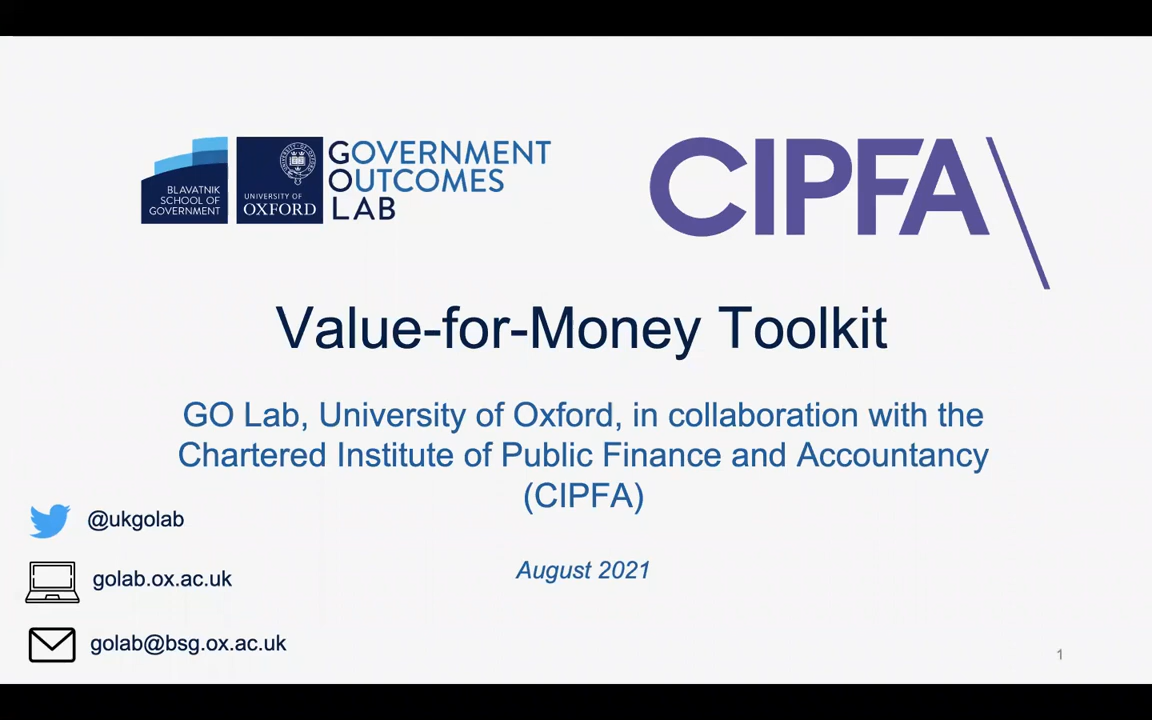 BLAVATNIK
SCHOOL OF
GOVERNMENT
UNIVERSITY OF
OXFORD
GOVERNMENT
OUTCOMES
LAB
CIPFA
Value-for-Money Toolkit
GO Lab, University of Oxford, in collaboration with the
Chartered Institute of Public Finance and Accountancy
(CIPFA)
August 2021
@ukgolab
golab.ox.ac.uk
golab@bsg.ox.ac.uk
1